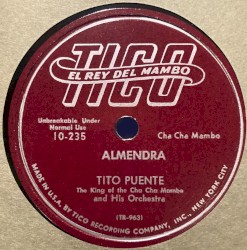 TICO
EL REY DEL MAMBO
Unbreakable Under
Normal Use
10-235
Cha Cha Mambo
ALMENDRA
TITO PUENTE
The King of the Cha Cha Mambo
and His Orchestra
(TR-9631)
MADE IN U.S.A. BY TICO RECORDING COMPANY, INC., NEW YORK CITY